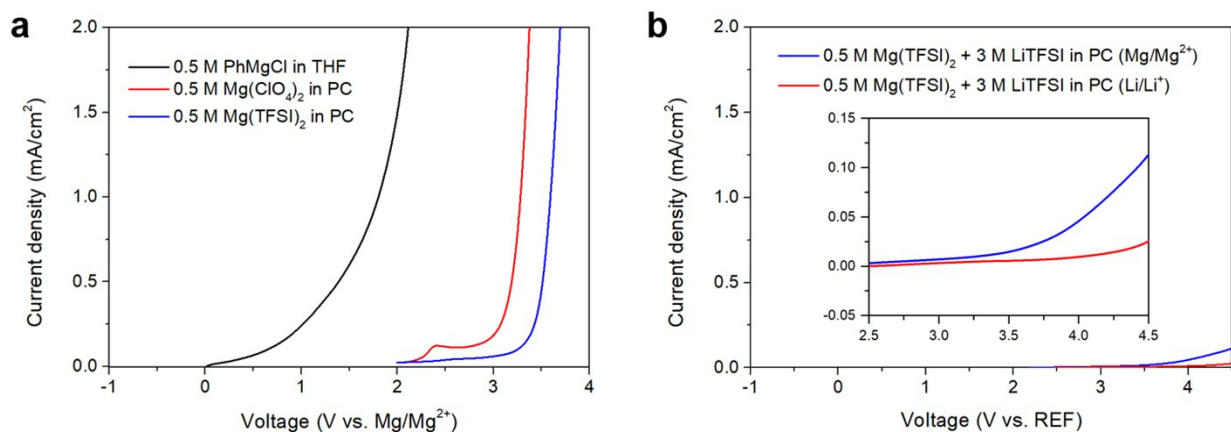 a
2.0
1.5
1.0
0.5
0.0
Current density (mA/cm²)
0.5 M PhMgCl in THF
0.5 M Mg(ClO₄)₂ in PC
0.5 M Mg(TFSI)₂ in PC
-1
0
1
2
3
4
Voltage (V vs. Mg/Mg²⁺)
b
2.0
1.5
1.0
0.5
0.0
Current density (mA/cm²)
0.5 M Mg(TFSI)₂ + 3 M LiTFSI in PC (Mg/Mg²⁺)
0.5 M Mg(TFSI)₂ + 3 M LiTFSI in PC (Li/Li⁺)
0.15
0.10
0.05
0.00
-0.05
2.5
3.0
3.5
4.0
4.5
-1
0
1
2
3
4
Voltage (V vs. REF)